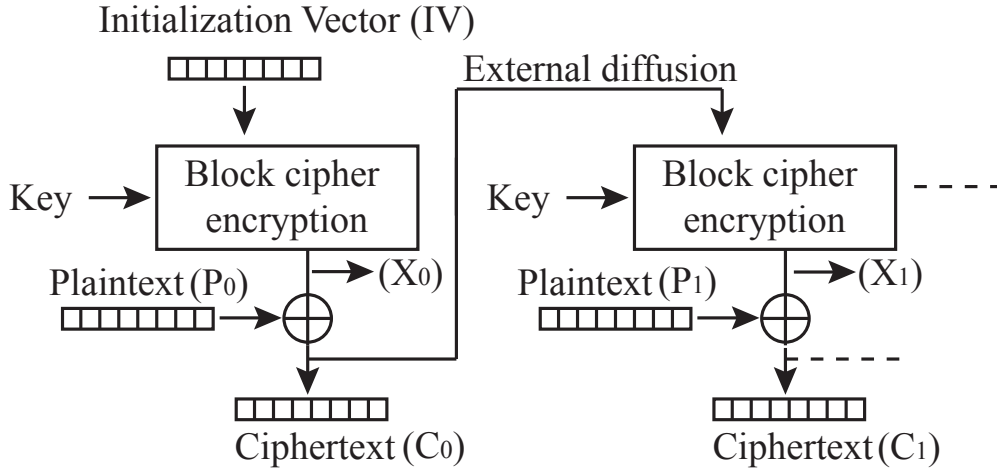 Initialization Vector (IV)
External diffusion
Key
Block cipher
encryption
Key
Block cipher
encryption
(X0)
(X1)
Plaintext (P0)
Plaintext (P1)
Ciphertext (C0)
Ciphertext (C1)